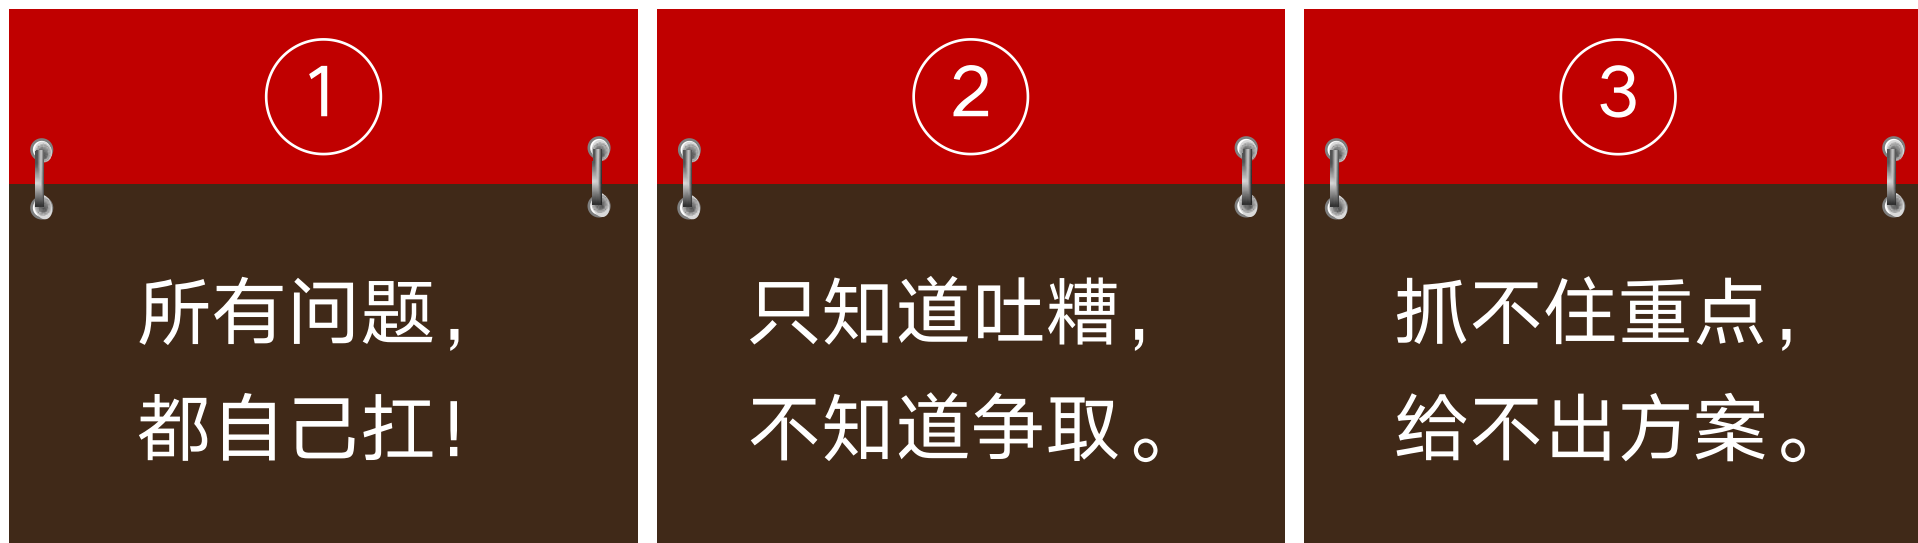 1
所有问题，
都自己扛！
2
只知道吐糟，
不知道争取。
3
抓不住重点，
给不出方案。